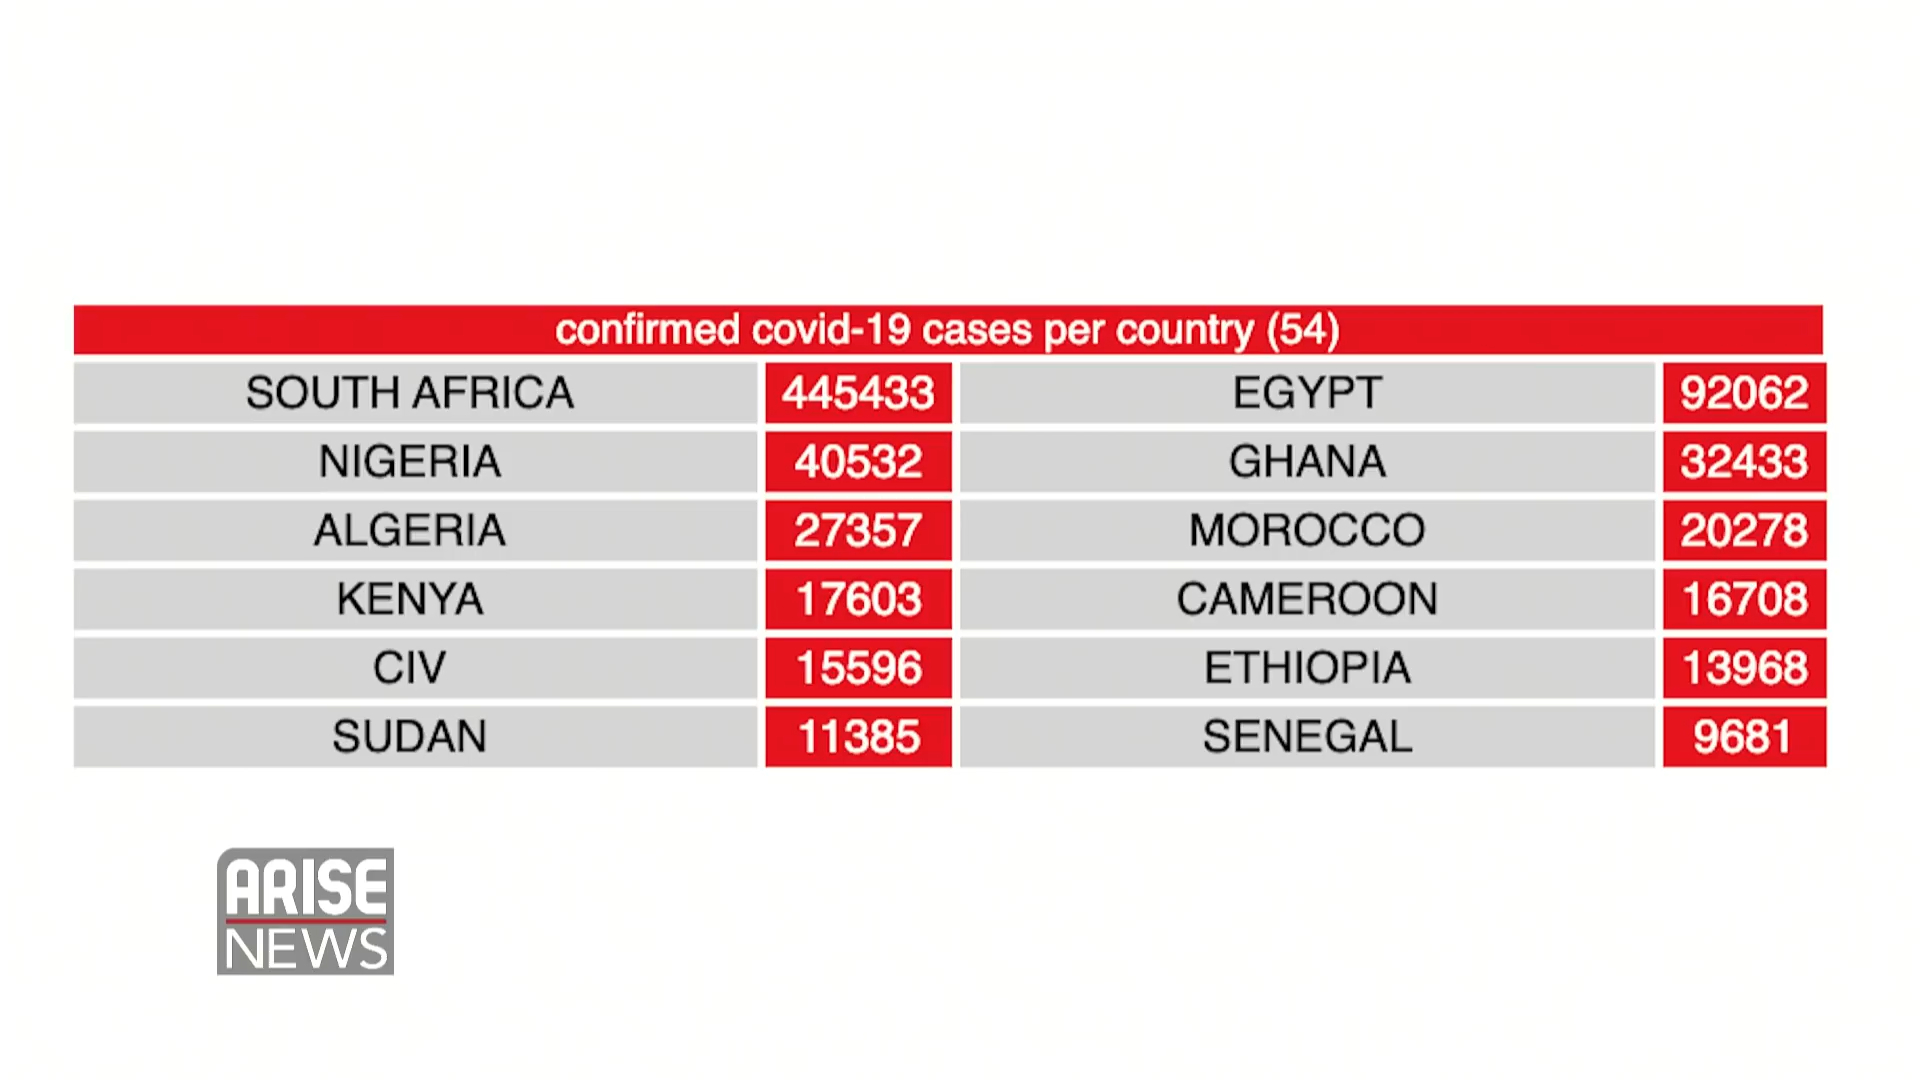 confirmed covid-19 cases per country (54)
SOUTH AFRICA 445433 EGYPT 92062
NIGERIA 40532 GHANA 32433
ALGERIA 27357 MOROCCO 20278
KENYA 17603 CAMEROON 16708
CIV 15596 ETHIOPIA 13968
SUDAN 11385 SENEGAL 9681
ARISE
NEWS